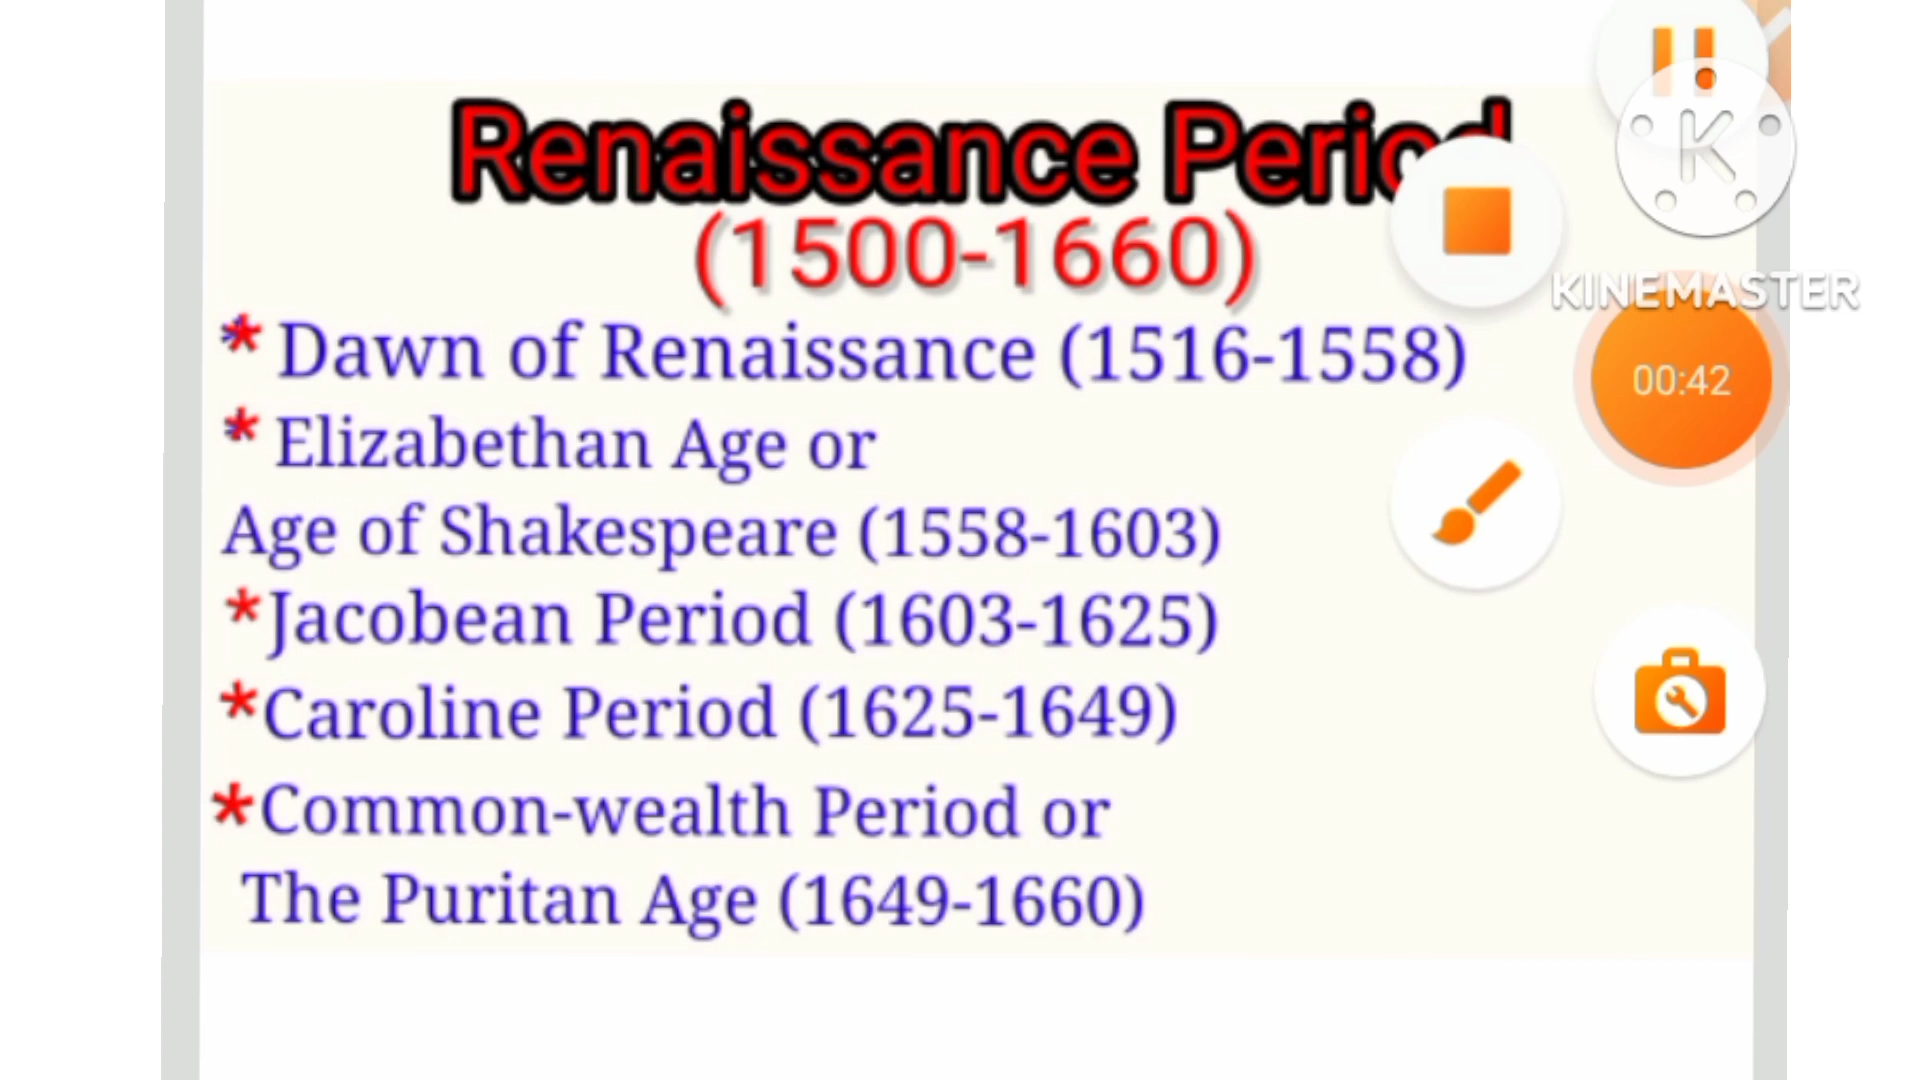 Renaissance Period
(1500-1660)
* Dawn of Renaissance (1516-1558)
* Elizabethan Age or
Age of Shakespeare (1558-1603)
*Jacobean Period (1603-1625)
*Caroline Period (1625-1649)
*Common-wealth Period or
The Puritan Age (1649-1660)
K
KINEMASTER
00:42